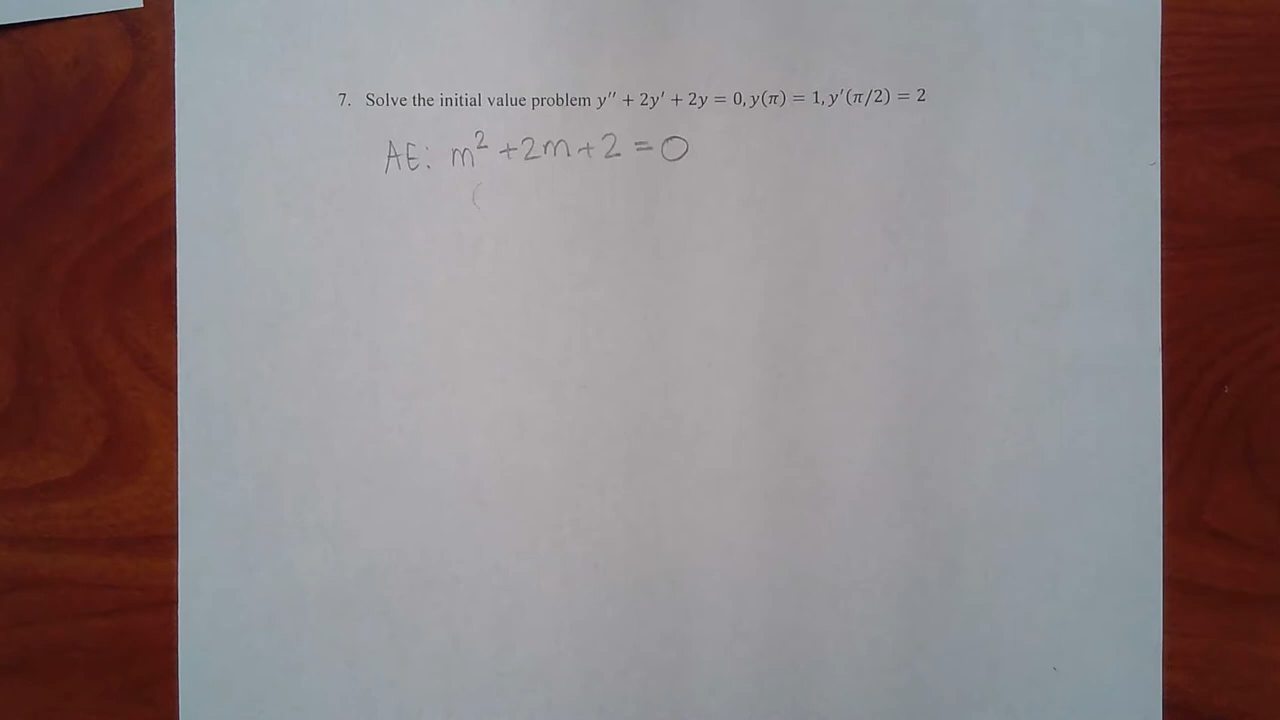 7. Solve the initial value problem y′′ + 2y′ + 2y = 0, y(π) = 1, y′(π/2) = 2
AE: m² +2m+2 =0
(